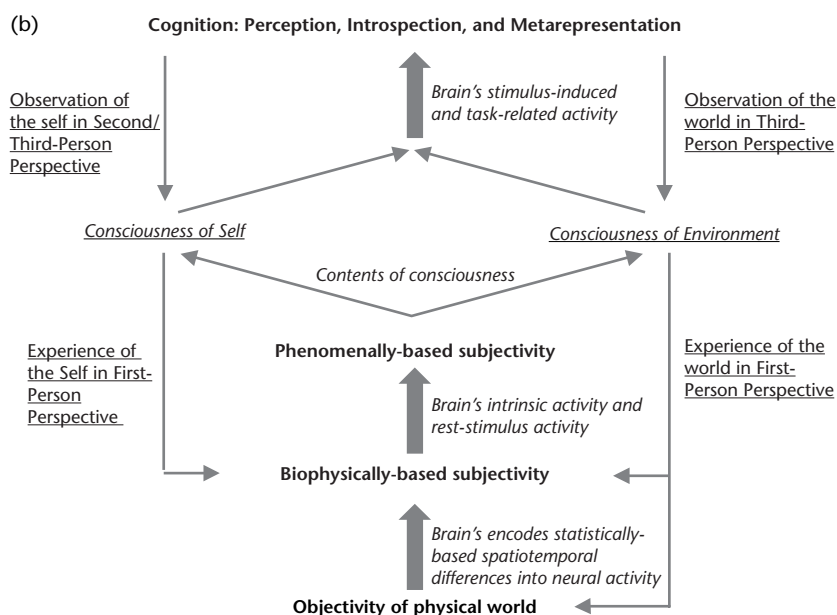 (b)
Cognition: Perception, Introspection, and Metarepresentation
Observation of
the self in Second/
Third-Person
Perspective
Brain's stimulus-induced
and task-related activity
Observation of the
world in Third-
Person Perspective
Consciousness of Self
Consciousness of Environment
Contents of consciousness
Experience of
the Self in First-
Person
Perspective
Phenomenally-based subjectivity
Experience of the
world in First-
Person Perspective
Brain's intrinsic activity and
rest-stimulus activity
Biophysically-based subjectivity
Brain's encodes statistically-
based spatiotemporal
differences into neural activity
Objectivity of physical world